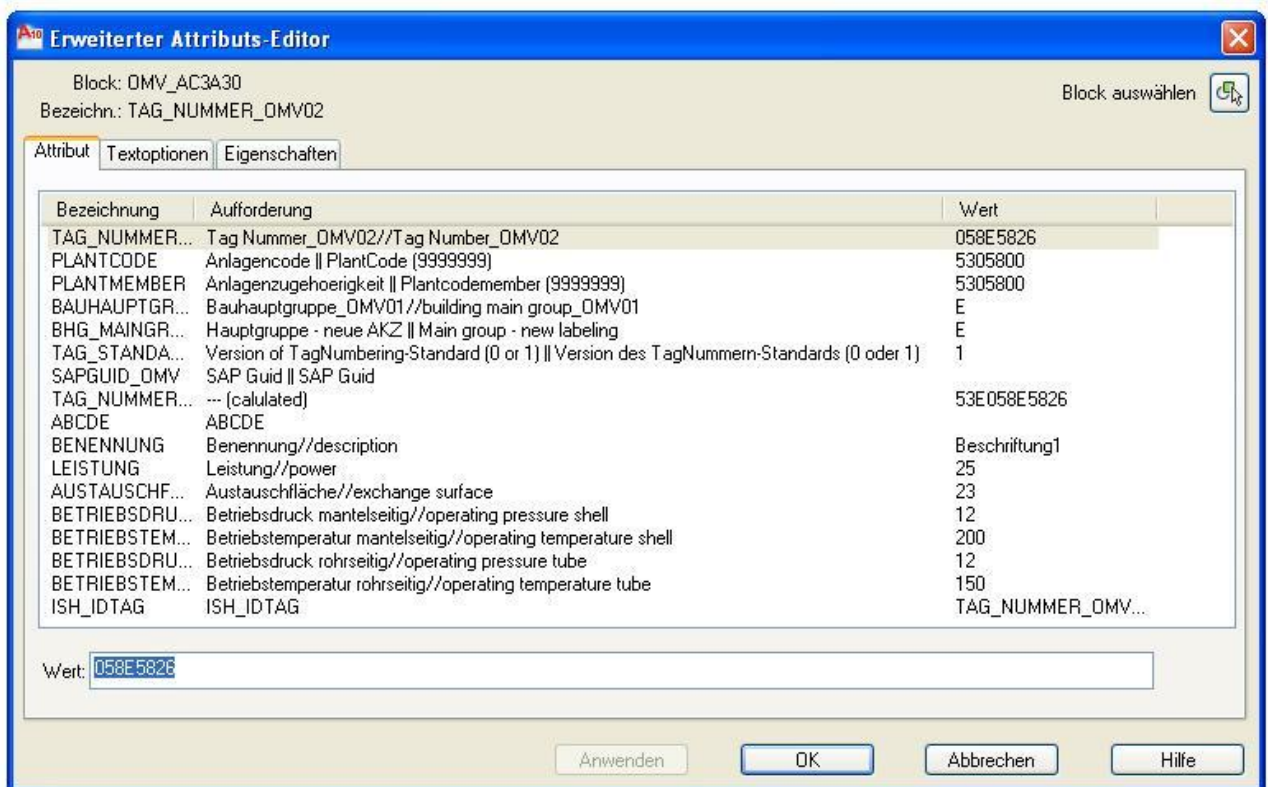 A10 Erweiterter Attributs-Editor
Block: OMV_AC3A30
Block auswählen
Bezeichn.: TAG_NUMMER_OMV02
Attribut Textoptionen Eigenschaften
Bezeichnung Aufforderung Wert
TAG_NUMMER... Tag Nummer_OMV02//Tag Number_OMV02 058E5826
PLANTCODE Anlagencode || PlantCode (9999999) 5305800
PLANTMEMBER Anlagenzugehoerigkeit || Plantcodemember (9999999) 5305800
BAUHAUPTGR... Bauhauptgruppe_OMV01//building main group_OMV01 E
BHG_MAINGR... Hauptgruppe - neue AKZ || Main group - new labeling E
TAG_STANDA... Version of TagNumbering-Standard (0 or 1) || Version des TagNummern-Standards (0 oder 1) 1
SAPGUID_OMV SAP Guid || SAP Guid
TAG_NUMMER... --- (calulated) 53E058E5826
ABCDE ABCDE
BENENNUNG Benennung//description Beschriftung1
LEISTUNG Leistung//power 25
AUSTAUSCHF... Austauschfläche//exchange surface 23
BETRIEBSDRU... Betriebsdruck mantelseitig//operating pressure shell 12
BETRIEBSTEM... Betriebstemperatur mantelseitig//operating temperature shell 200
BETRIEBSDRU... Betriebsdruck rohrseitig//operating pressure tube 12
BETRIEBSTEM... Betriebstemperatur rohrseitig//operating temperature tube 150
ISH_IDTAG ISH_IDTAG TAG_NUMMER_OMV...
Wert: 058E5826
Anwenden OK Abbrechen Hilfe